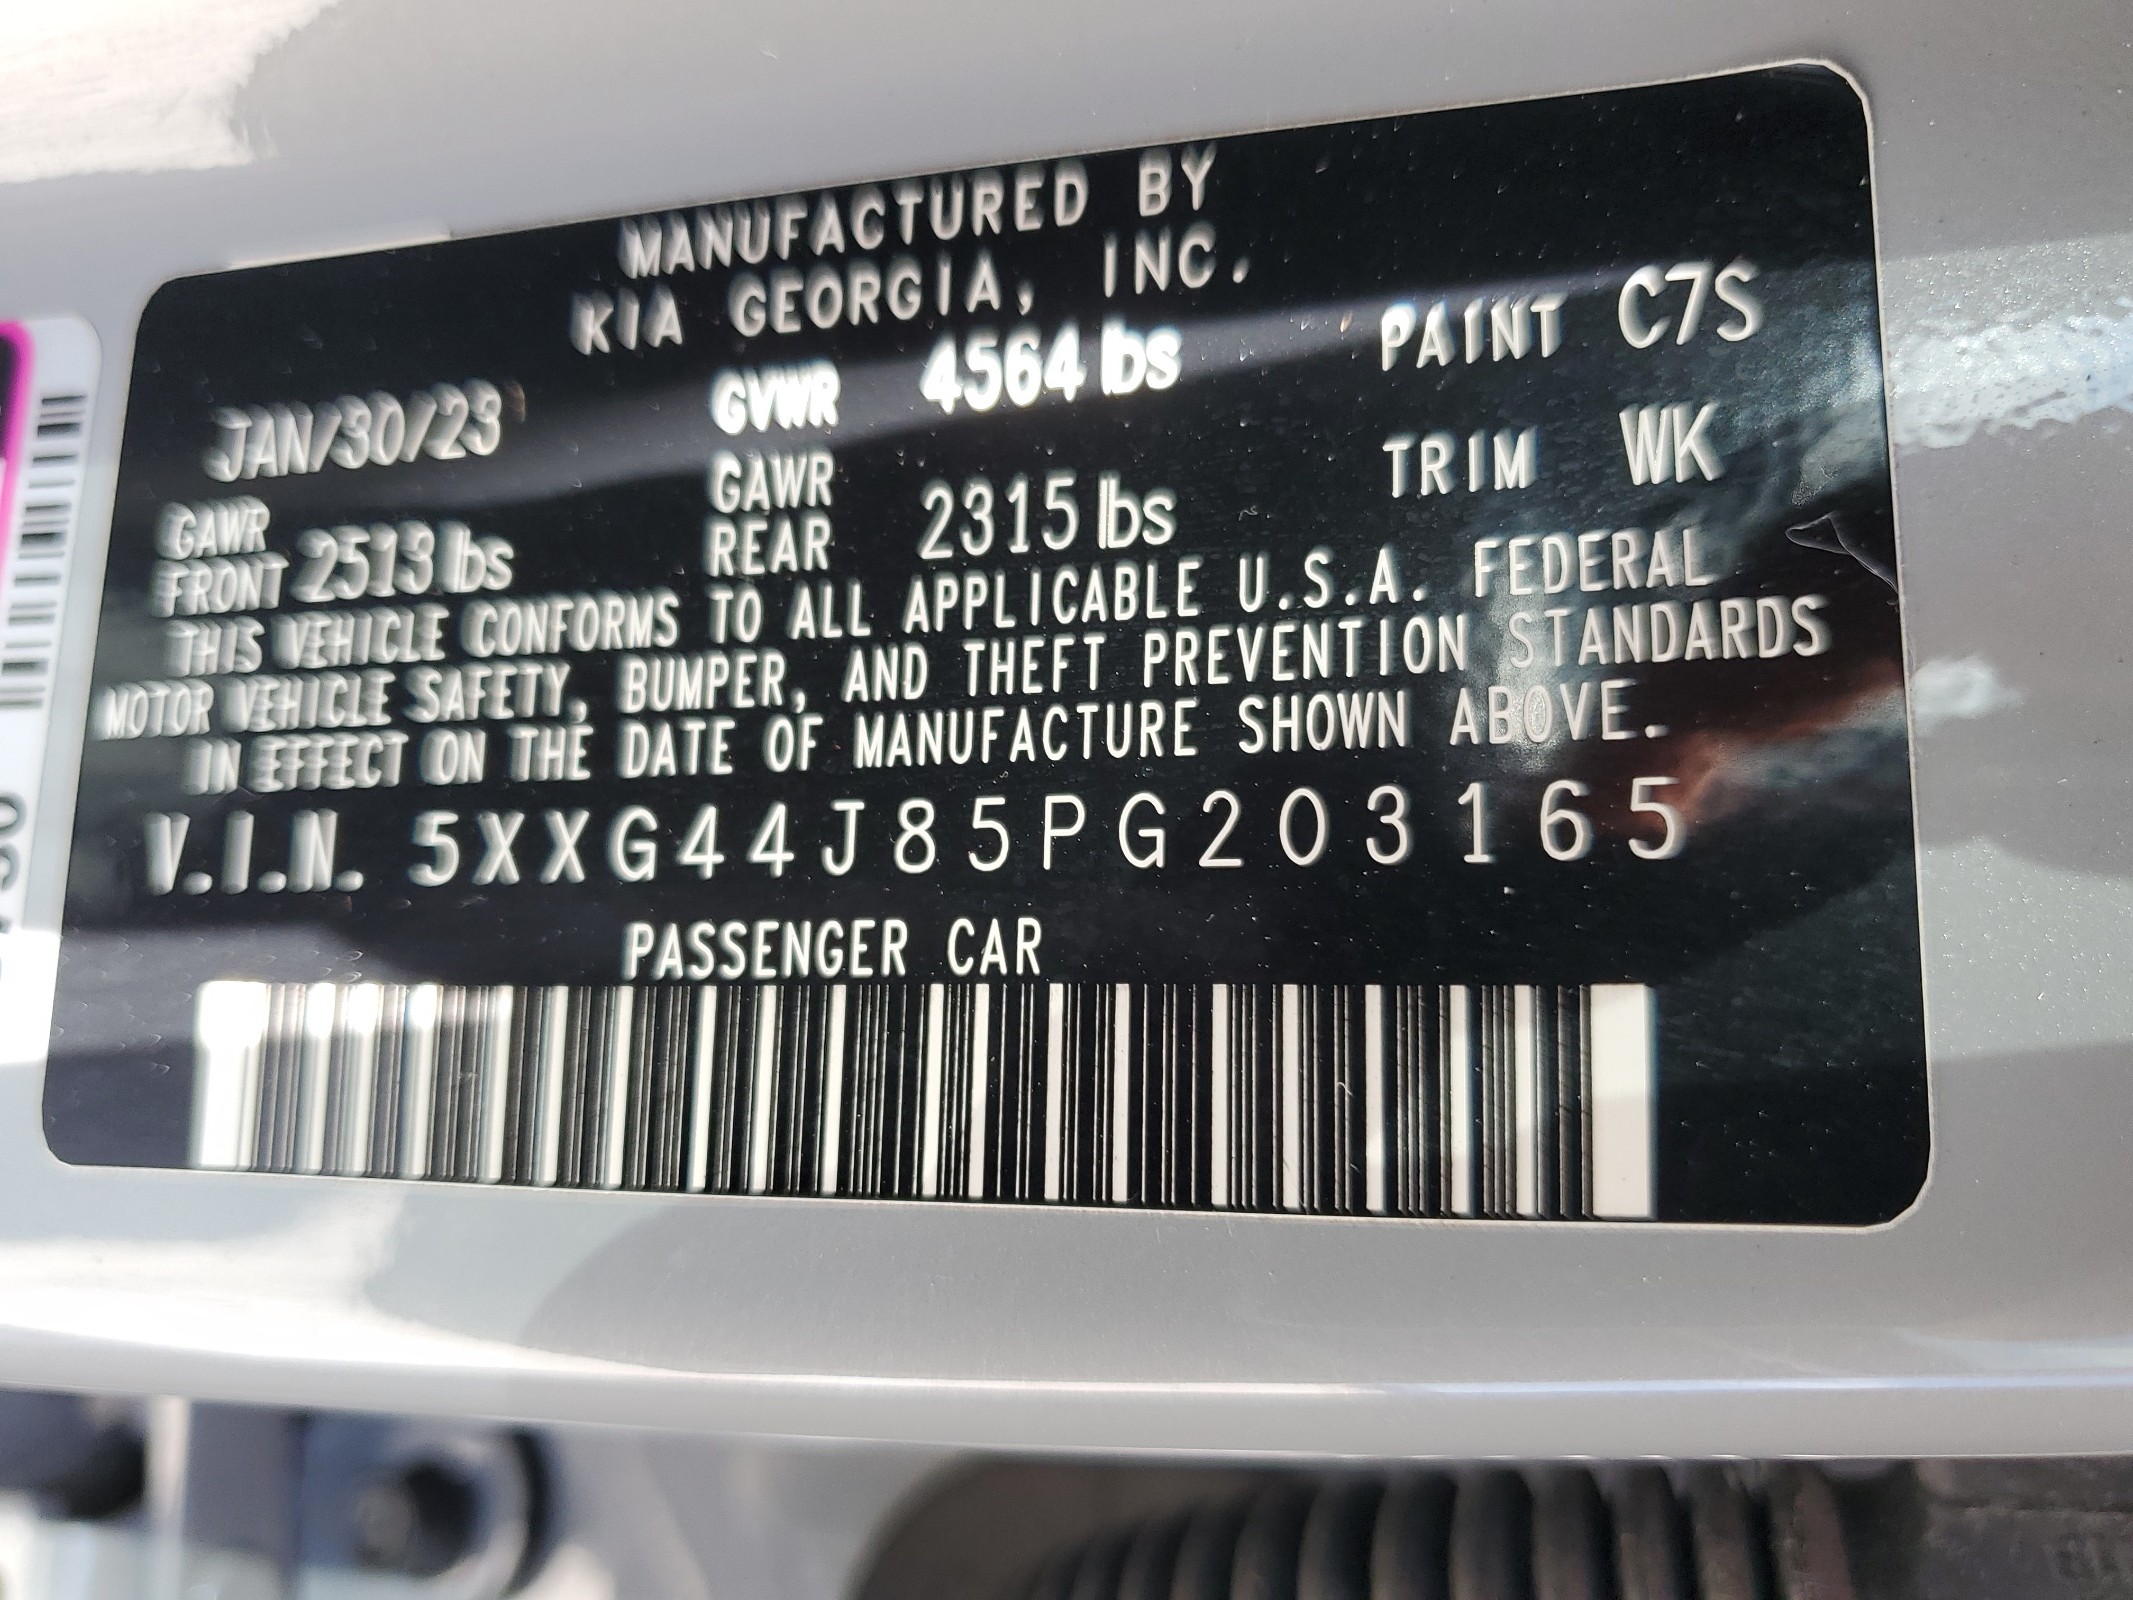 MANUFACTURED BY
KIA GEORGIA, INC.
JAN/30/23 GVWR 4564 lbs PAINT C7S
GAWR FRONT 2513 lbs GAWR REAR 2315 lbs TRIM WK
THIS VEHICLE CONFORMS TO ALL APPLICABLE U.S.A. FEDERAL
MOTOR VEHICLE SAFETY, BUMPER, AND THEFT PREVENTION STANDARDS
IN EFFECT ON THE DATE OF MANUFACTURE SHOWN ABOVE.
V.I.N. 5XXG44J85PG203165
PASSENGER CAR